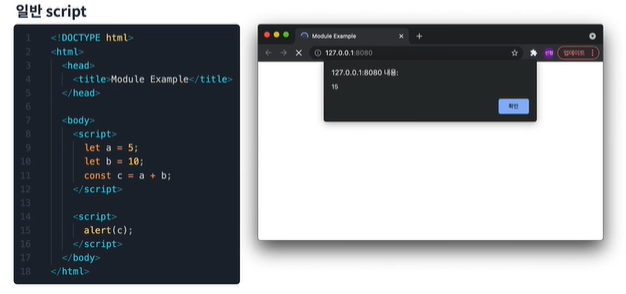 일반 script
1 <!DOCTYPE html>
2 <html>
3 <head>
4 <title>Module Example</title>
5 </head>
6
7 <body>
8 <script>
9 let a = 5;
10 let b = 10;
11 const c = a + b;
12 </script>
13
14 <script>
15 alert(c);
16 </script>
17 </body>
18 </html>
Module Example
127.0.0.1:8080
업데이트
127.0.0.1:8080 내용:
15
확인